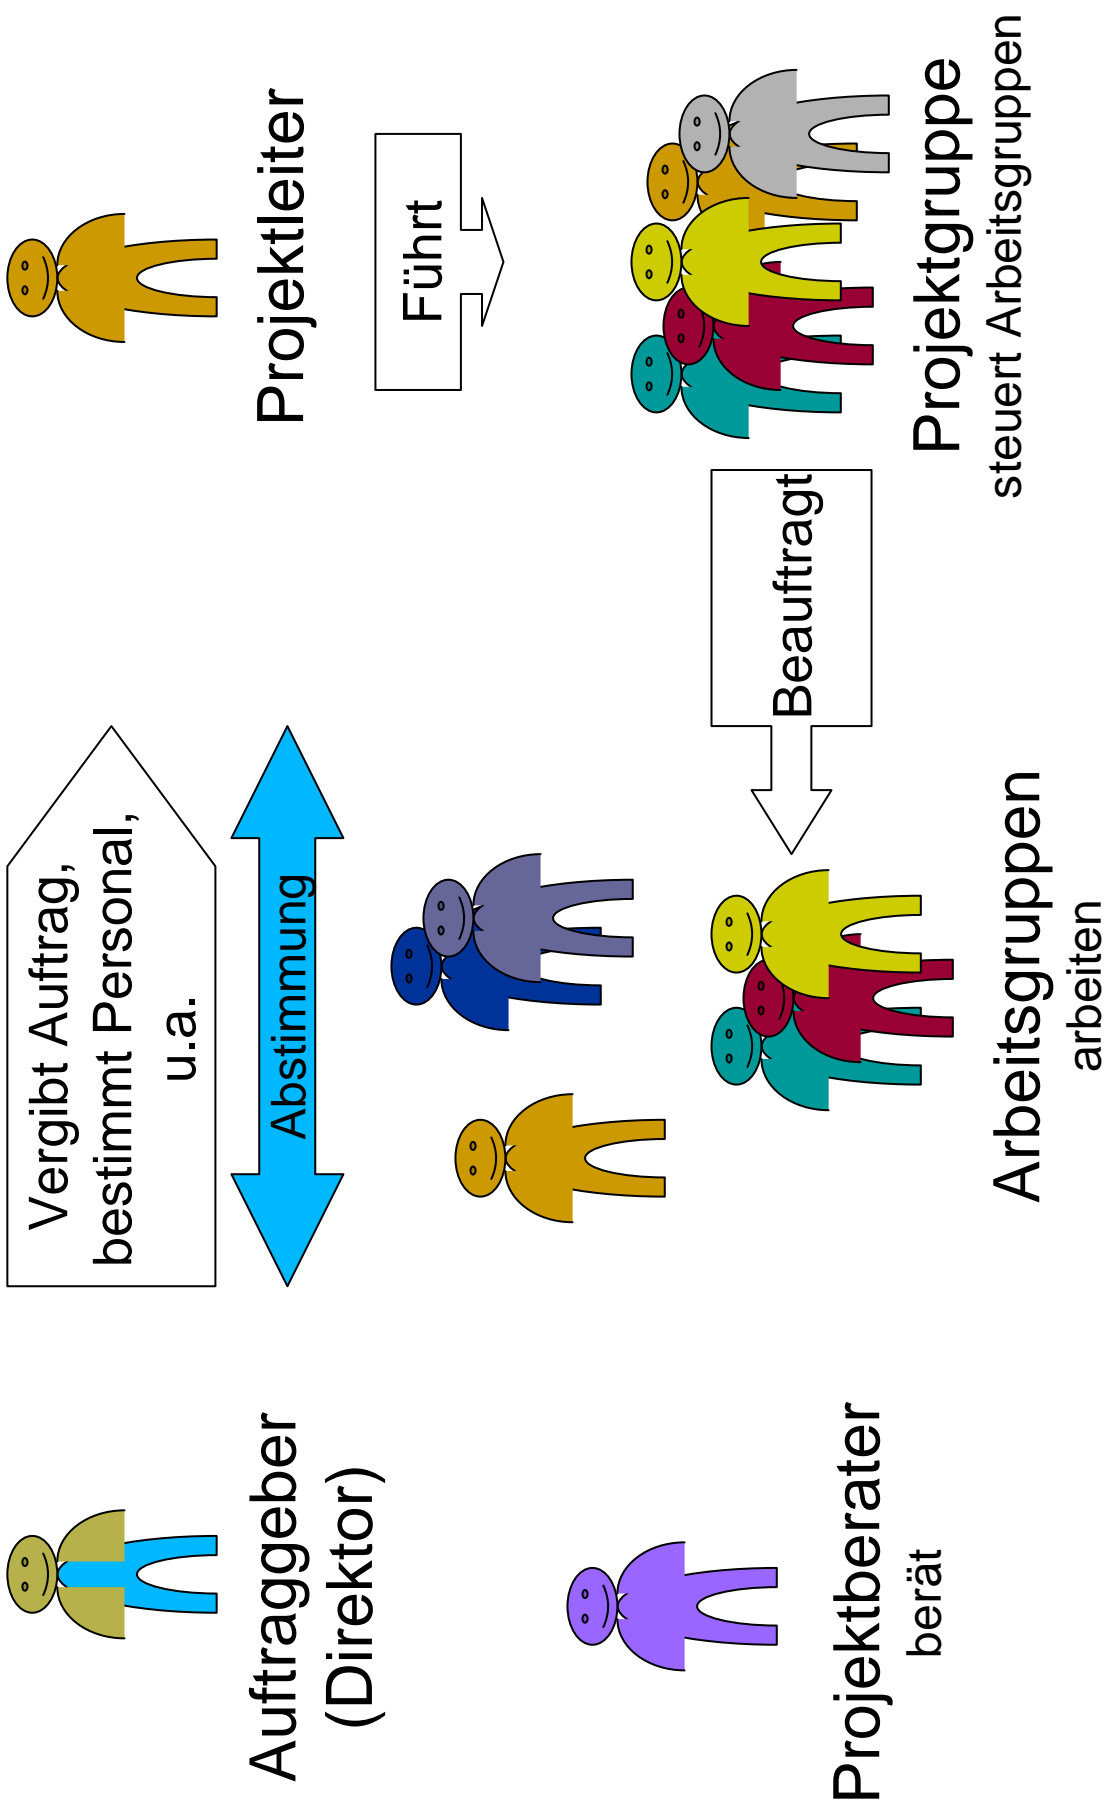 Vergibt Auftrag,
bestimmt Personal,
u.a.
Abstimmung
Auftraggeber
(Direktor)
Projektleiter
Führt
Projektgruppe
steuert Arbeitsgruppen
Beauftragt
Arbeitsgruppen
arbeiten
Projektberater
berät